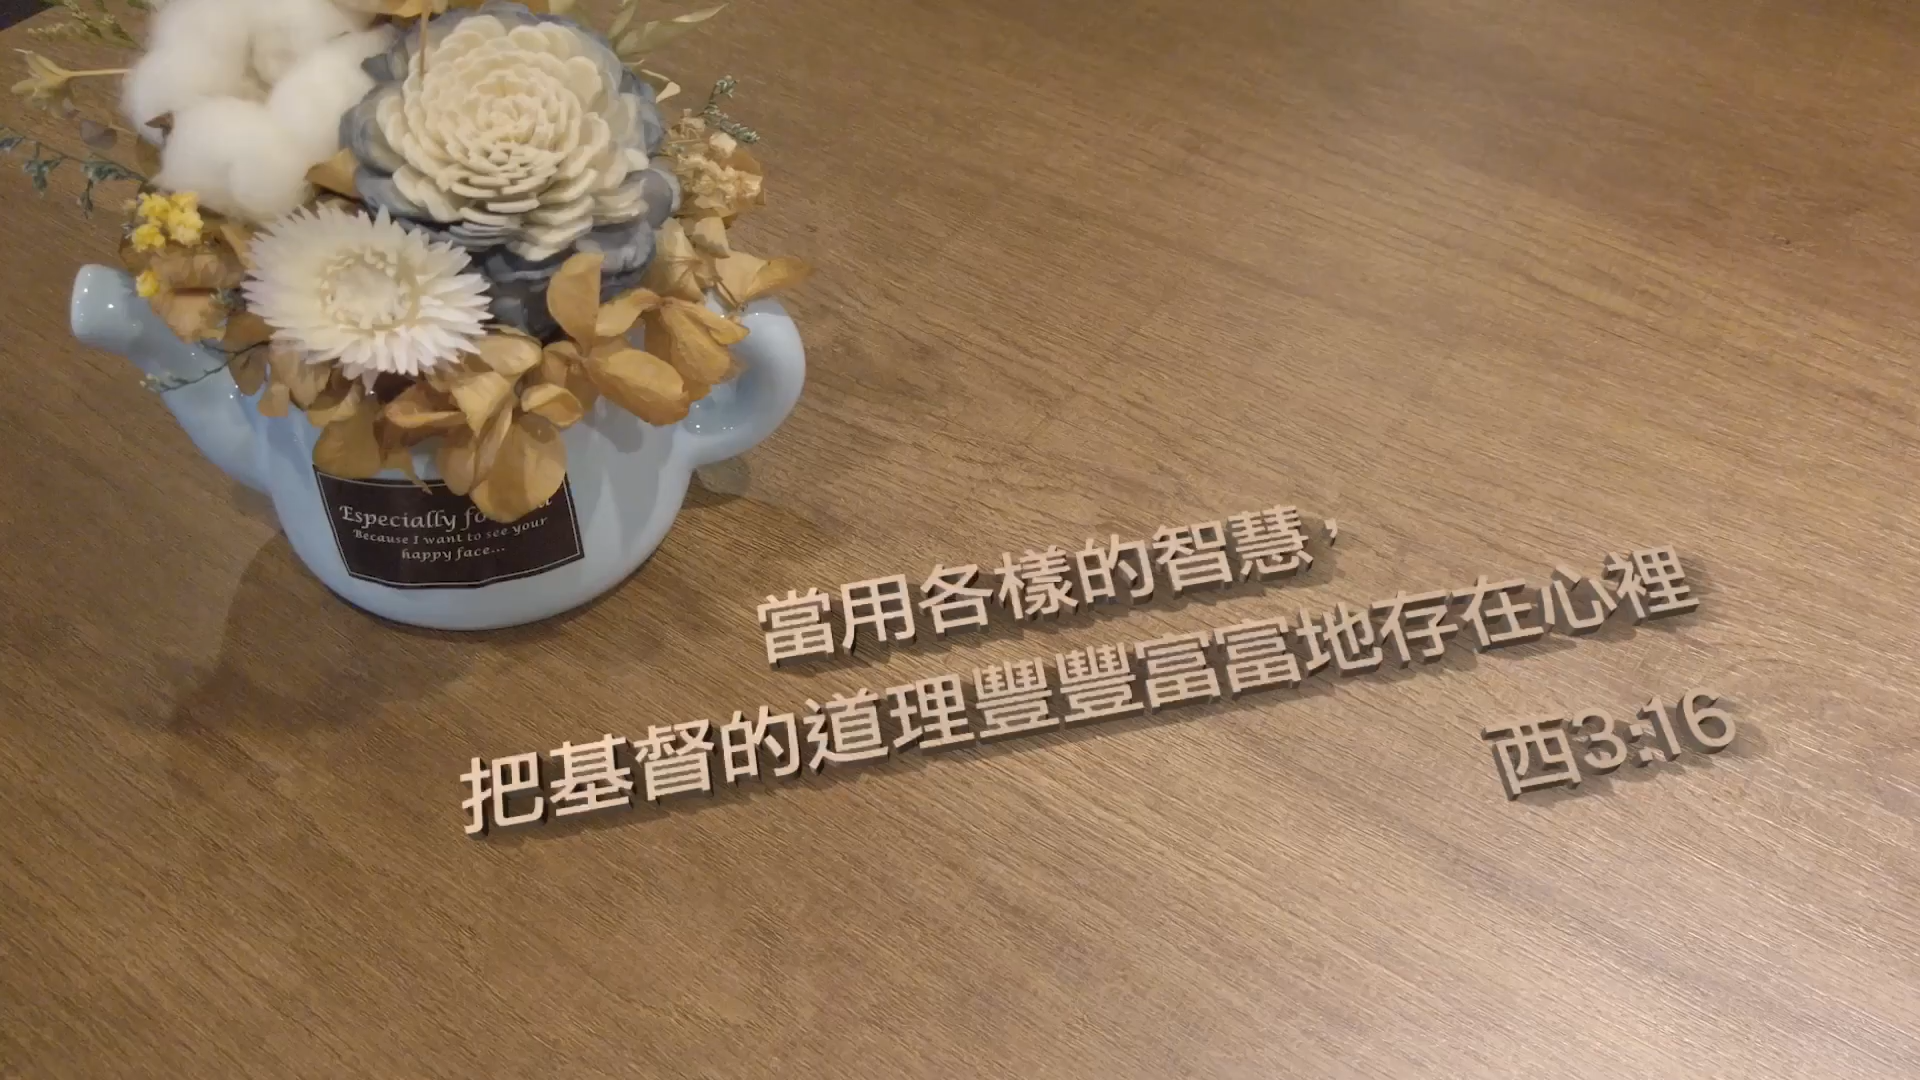 Especially fo
Because I want to see your
happy face...
當用各樣的智慧，
把基督的道理豐豐富富地存在心裡
西3:16